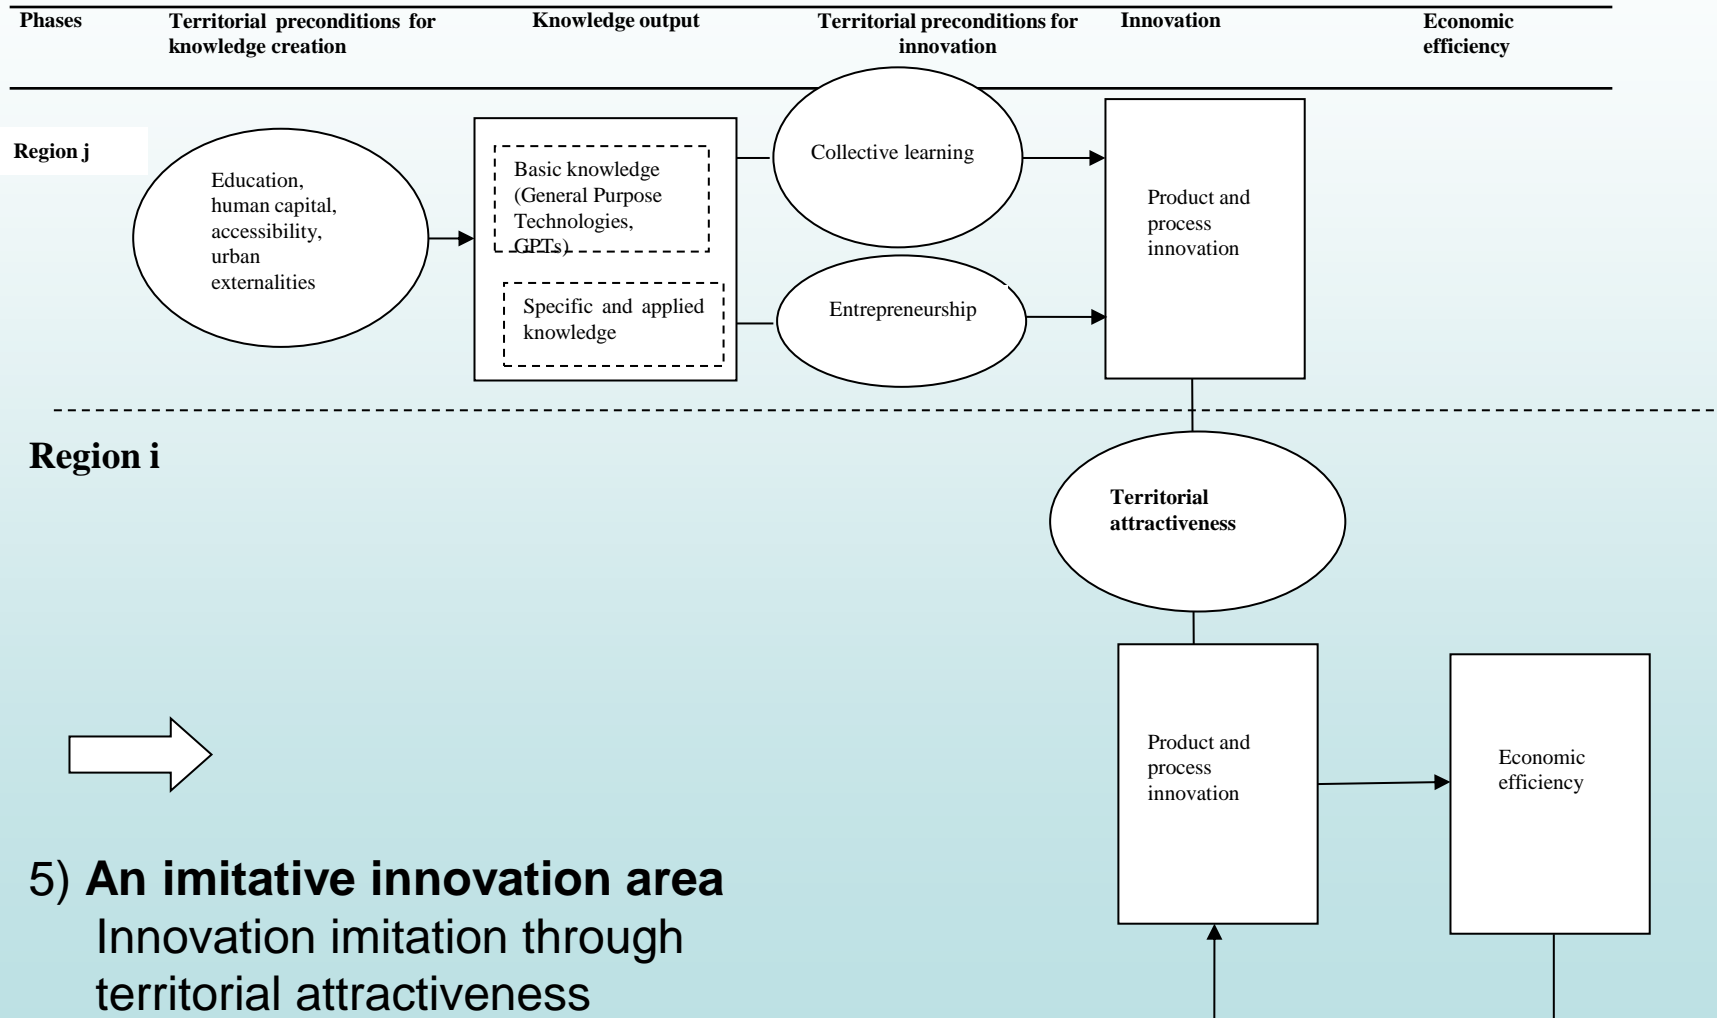 Phases
Territorial preconditions for
knowledge creation
Knowledge output
Territorial preconditions for
innovation
Innovation
Economic
efficiency
Region j
Education,
human capital,
accessibility,
urban
externalities
Basic knowledge
(General Purpose
Technologies,
GPTs)
Specific and applied
knowledge
Collective learning
Entrepreneurship
Product and
process
innovation
Region i
Territorial
attractiveness
Product and
process
innovation
Economic
efficiency
5) An imitative innovation area
Innovation imitation through
territorial attractiveness